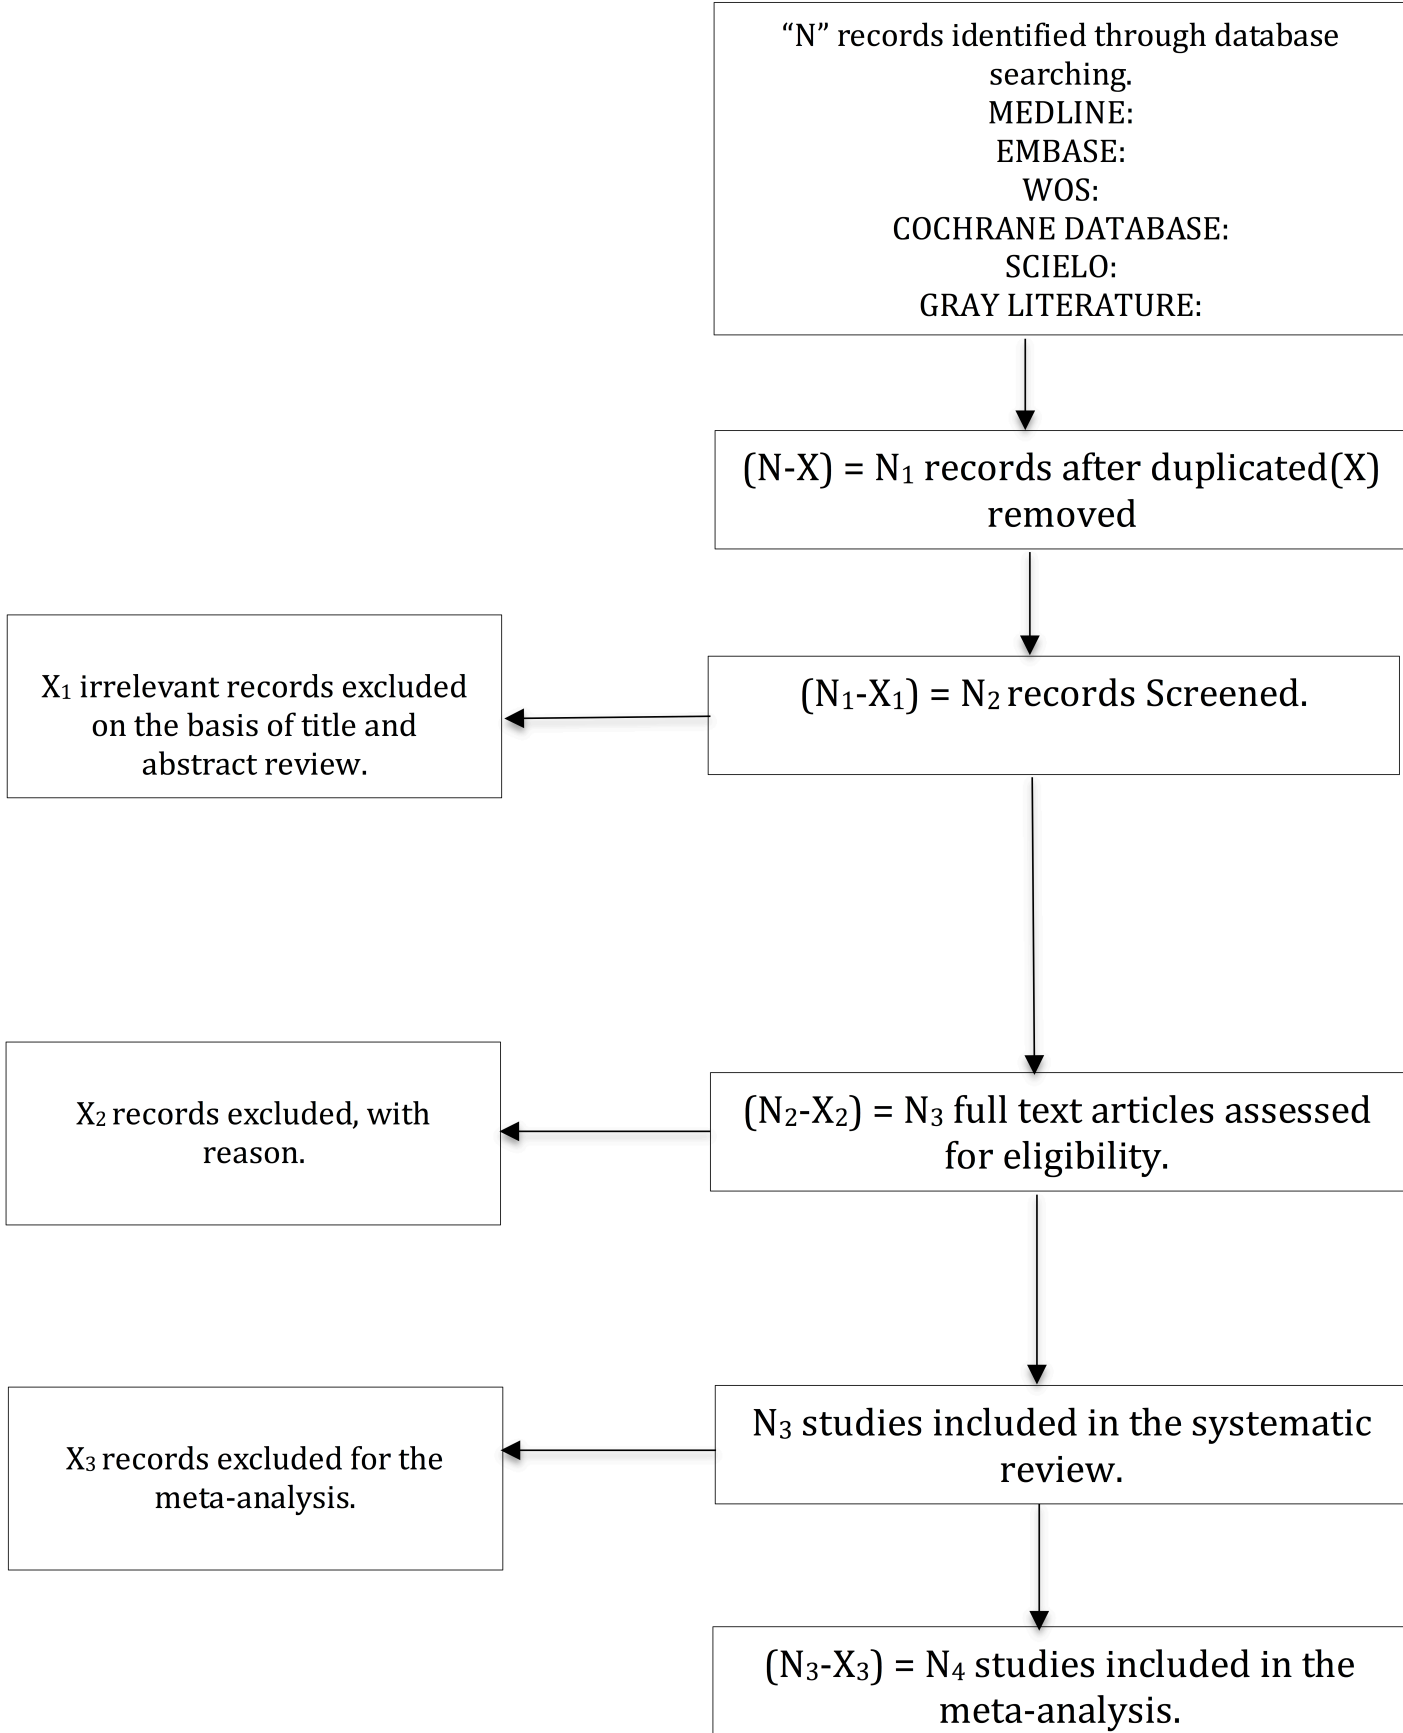 “N” records identified through database
searching.
MEDLINE:
EMBASE:
WOS:
COCHRANE DATABASE:
SCIELO:
GRAY LITERATURE:
(N-X) = N₁ records after duplicated(X)
removed
X₁ irrelevant records excluded
on the basis of title and
abstract review.
(N₁-X₁) = N₂ records Screened.
X₂ records excluded, with
reason.
(N₂-X₂) = N₃ full text articles assessed
for eligibility.
X₃ records excluded for the
meta-analysis.
N₃ studies included in the systematic
review.
(N₃-X₃) = N₄ studies included in the
meta-analysis.